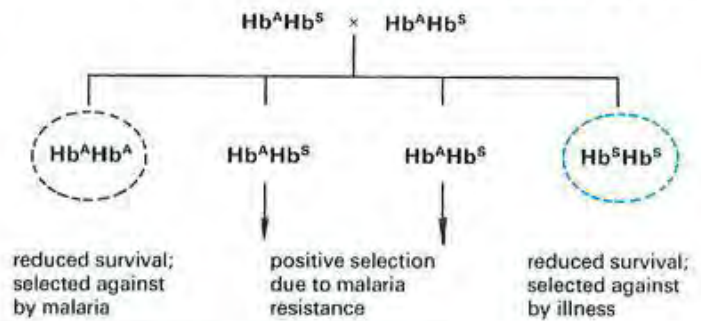 HbᴬHbˢ × HbᴬHbˢ
HbᴬHbᴬ HbᴬHbˢ HbᴬHbˢ HbˢHbˢ
reduced survival;
selected against
by malaria
positive selection
due to malaria
resistance
reduced survival;
selected against
by illness